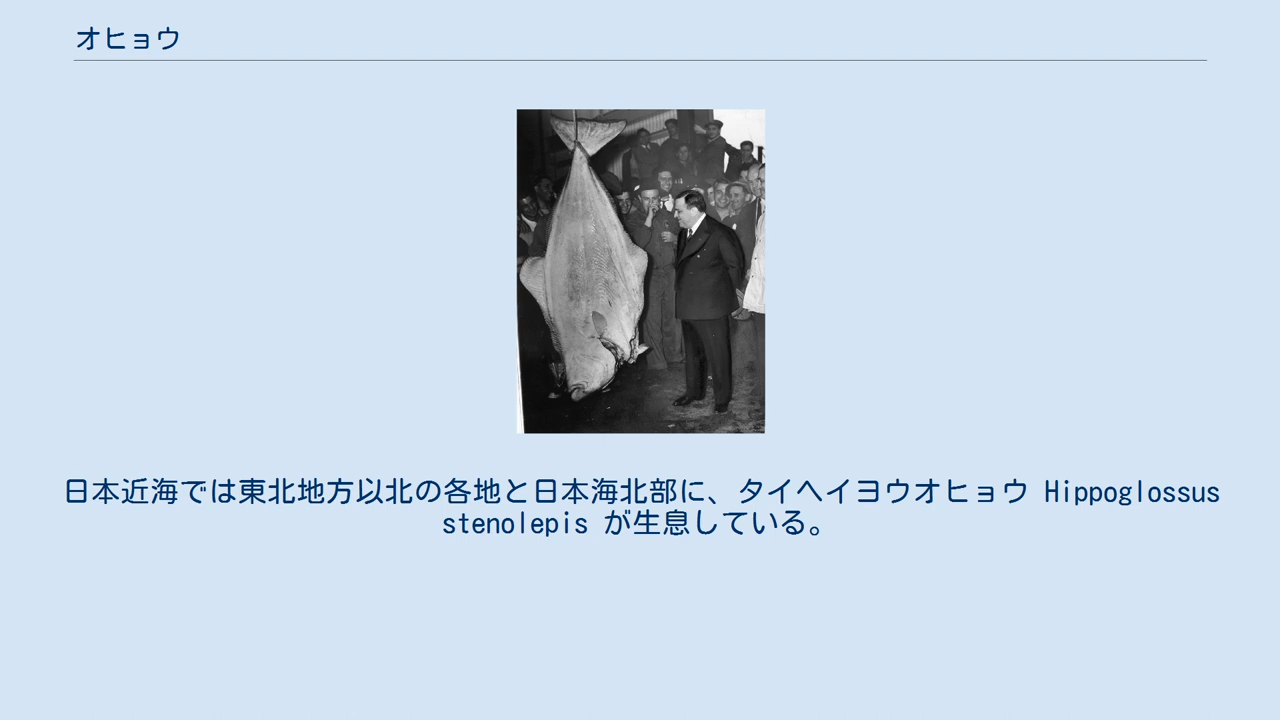 オヒョウ
日本近海では東北地方以北の各地と日本海北部に、タイヘイヨウオヒョウ Hippoglossus
stenolepis が生息している。